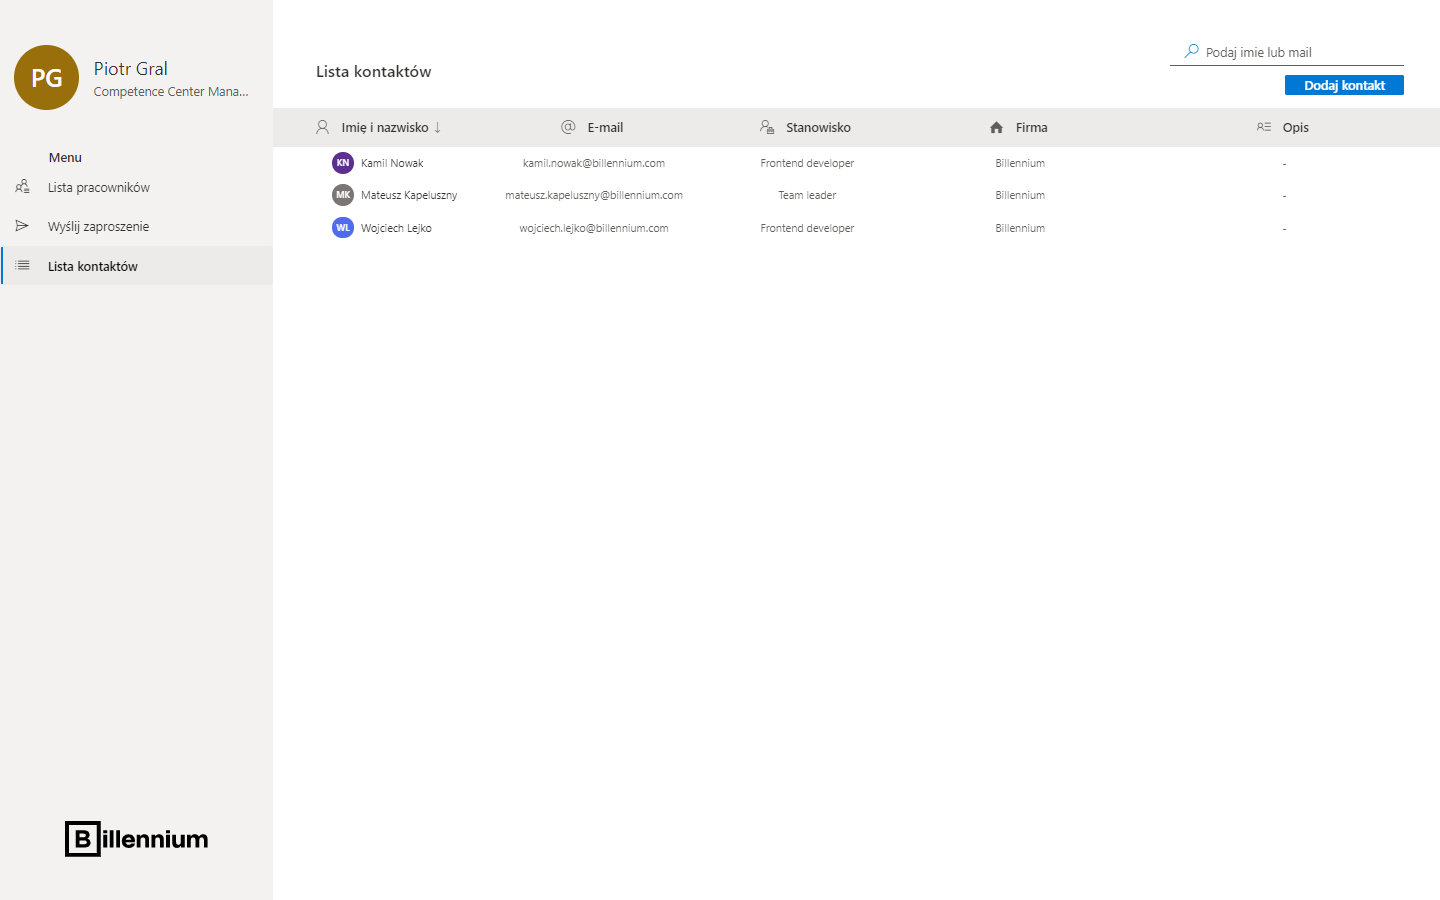 PG
Piotr Gral
Competence Center Mana...
Menu
Lista pracowników
Wyślij zaproszenie
Lista kontaktów
Billennium
Lista kontaktów
Podaj imie lub mail
Dodaj kontakt
Imię i nazwisko ↓ E-mail Stanowisko Firma Opis
KN Kamil Nowak kamil.nowak@billennium.com Frontend developer Billennium -
MK Mateusz Kapeluszny mateusz.kapeluszny@billennium.com Team leader Billennium -
WL Wojciech Lejko wojciech.lejko@billennium.com Frontend developer Billennium -